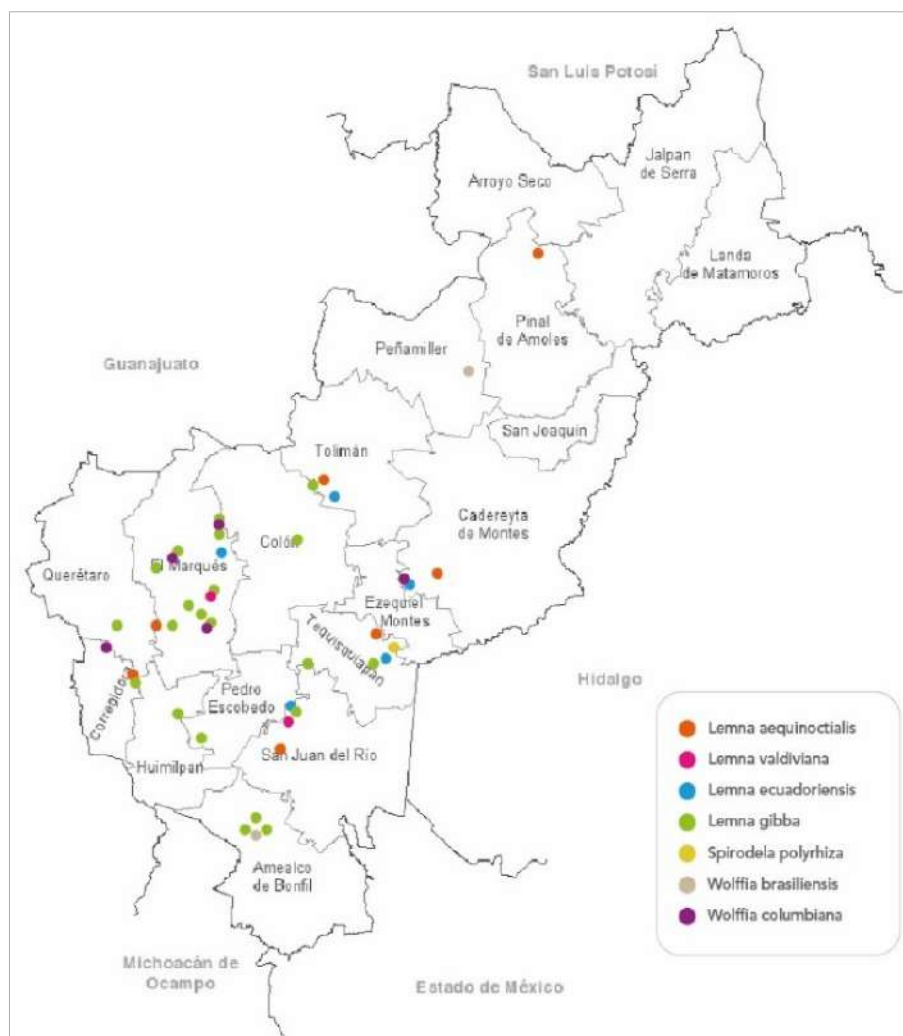 San Luis Potosí
Jalpan
de Serra
Arroyo Seco
Landa
de Matamoros
Pinal
de Amoles
Peñamiller
Guanajuato
San Joaquín
Tolimán
Cadereyta
de Montes
Colón
El Marqués
Querétaro
Ezequiel
Montes
Tequisquiapan
Hidalgo
Corregidora
Pedro
Escobedo
San Juan del Río
Huimilpan
Amealco
de Bonfil
Michoacán de
Ocampo
Estado de México
Lemna aequinoctialis
Lemna valdiviana
Lemna ecuadoriensis
Lemna gibba
Spirodela polyrhiza
Wolffia brasiliensis
Wolffia columbiana